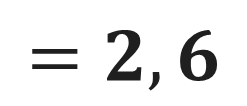 = 2, 6